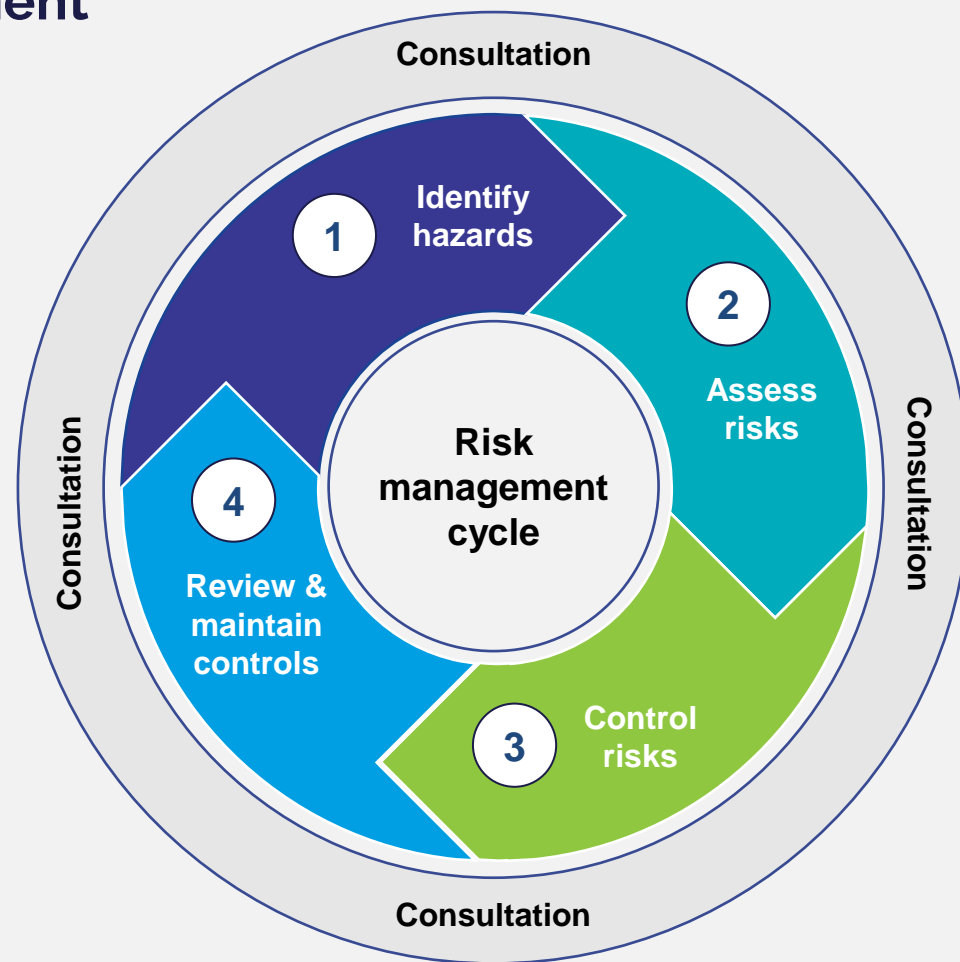 Consultation
1
Identify
hazards
2
Assess
risks
Risk
management
cycle
Consultation
Consultation
4
Review &
maintain
controls
3
Control
risks
Consultation